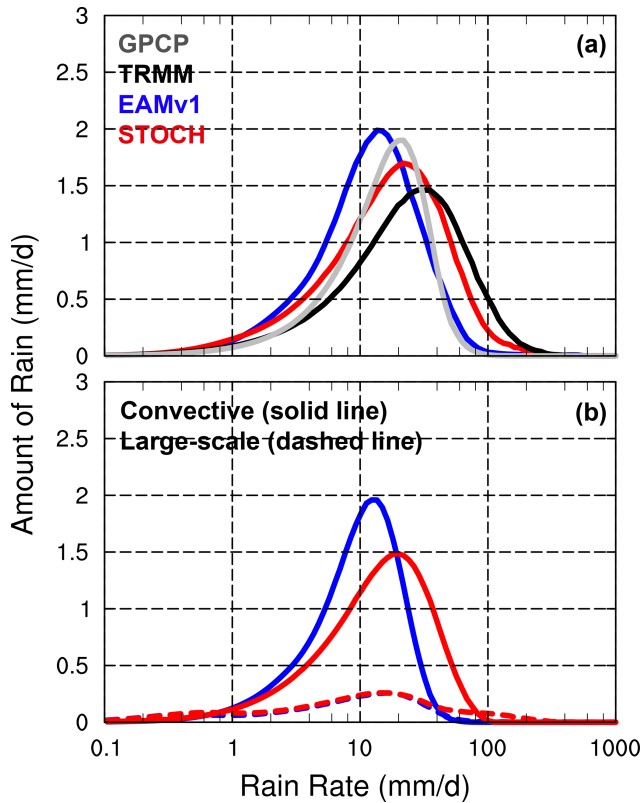 3
2.5
2
1.5
1
0.5
0
GPCP
TRMM
EAMv1
STOCH
(a)
Amount of Rain (mm/d)
3
2.5
2
1.5
1
0.5
0
Convective (solid line)
Large-scale (dashed line)
(b)
0.1
1
10
100
1000
Rain Rate (mm/d)